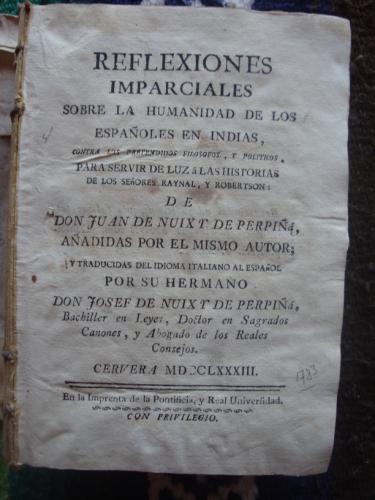 REFLEXIONES
IMPARCIALES
SOBRE LA HUMANIDAD DE LOS
ESPAÑOLES EN INDIAS,
CONTRA LOS PRETENDIDOS FILOSOFOS, Y POLITICOS.
PARA SERVIR DE LUZ á LAS HISTORIAS
DE LOS SEÑORES RAYNAL, Y ROBERTSON:
DE
DON JUAN DE NUIX Y DE PERPIÑá,
AÑADIDAS POR EL MISMO AUTOR;
Y TRADUCIDAS DEL IDIOMA ITALIANO AL ESPAÑOL
POR SU HERMANO
DON JOSEF DE NUIX Y DE PERPIÑá,
Bachiller en Leyes, Doctor en Sagrados
Canones, y Abogado de los Reales
Consejos.
CERVERA MDCCLXXXIII.
1783
En la Imprenta de la Pontificia, y Real Universidad.
CON PRIVILEGIO.